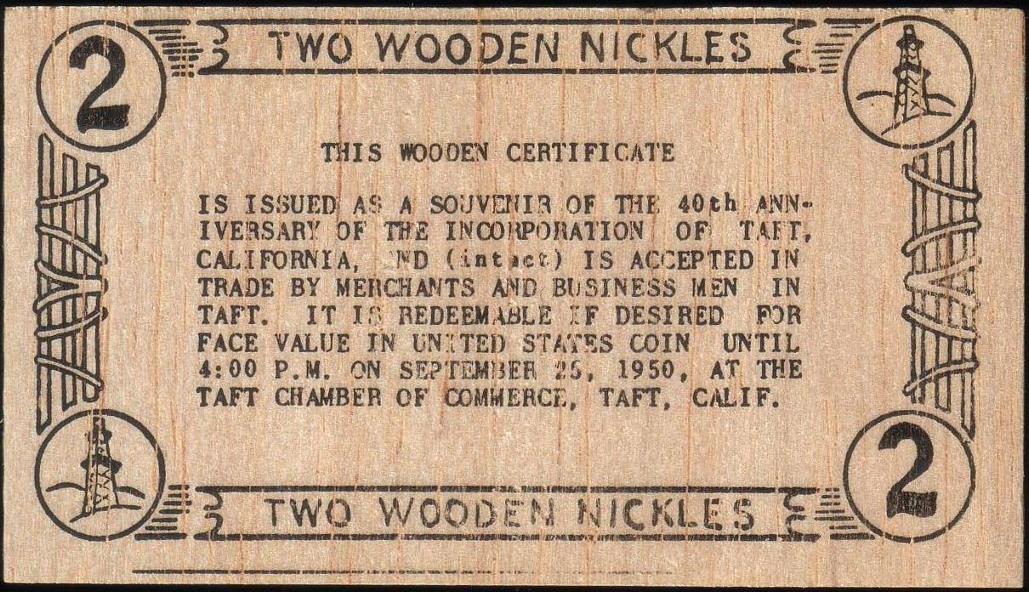 2 TWO WOODEN NICKLES
THIS WOODEN CERTIFICATE
IS ISSUED AS A SOUVENIR OF THE 40th ANN-
IVERSARY OF THE INCORPORATION OF TAFT,
CALIFORNIA, AND (intact) IS ACCEPTED IN
TRADE BY MERCHANTS AND BUSINESS MEN IN
TAFT. IT IS REDEEMABLE IF DESIRED FOR
FACE VALUE IN UNITED STATES COIN UNTIL
4:00 P.M. ON SEPTEMBER 25, 1950, AT THE
TAFT CHAMBER OF COMMERCE, TAFT, CALIF.
TWO WOODEN NICKLES 2